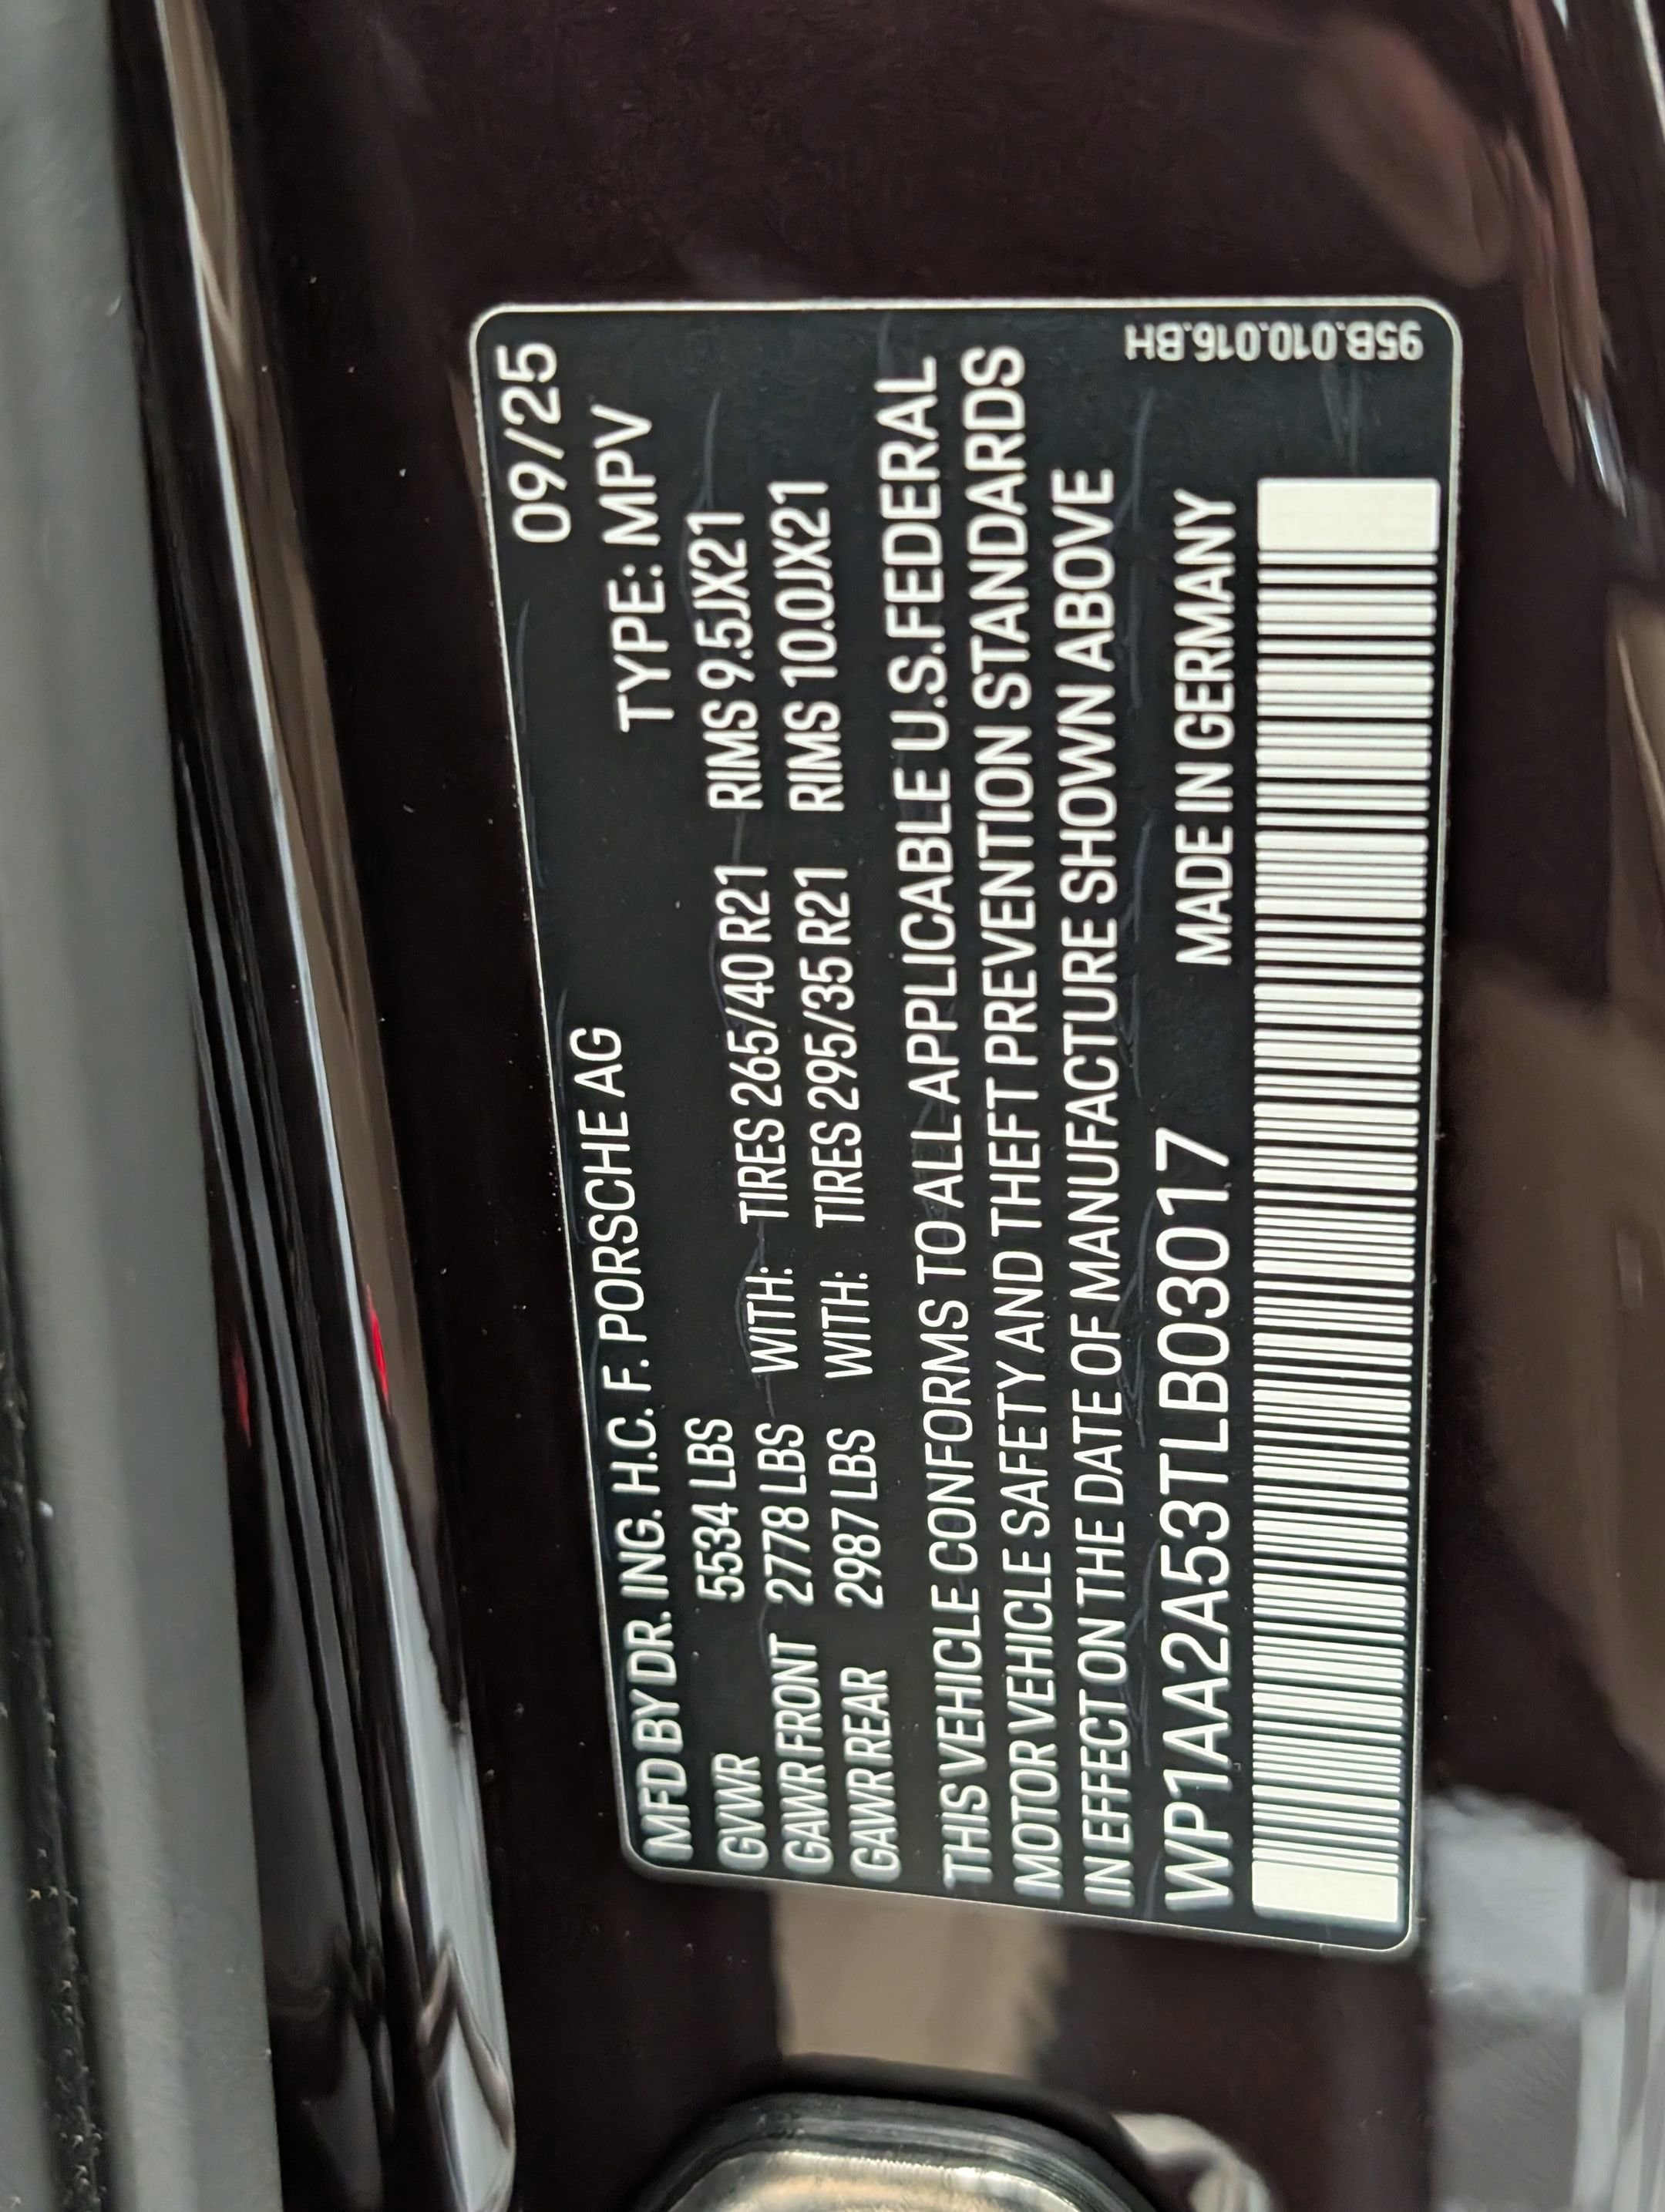 09/25
MFD BY DR. ING. H.C. F. PORSCHE AG TYPE: MPV
GVWR 5534 LBS
GAWR FRONT 2778 LBS WITH: TIRES 265/40 R21 RIMS 9.5JX21
GAWR REAR 2987 LBS WITH: TIRES 295/35 R21 RIMS 10.0JX21
THIS VEHICLE CONFORMS TO ALL APPLICABLE U.S.FEDERAL
MOTOR VEHICLE SAFETY AND THEFT PREVENTION STANDARDS
IN EFFECT ON THE DATE OF MANUFACTURE SHOWN ABOVE
WP1AA2A53TLB03017 MADE IN GERMANY
95B.010.016.BH